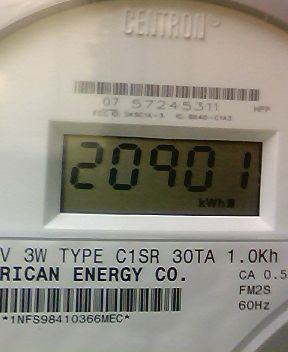 CENTRON®
07 57245311 HPP
20901
kWh
V 3W TYPE C1SR 30TA 1.0Kh
RICAN ENERGY CO.
CA 0.5
FM2S
60Hz
*1NFS98410366MEC*